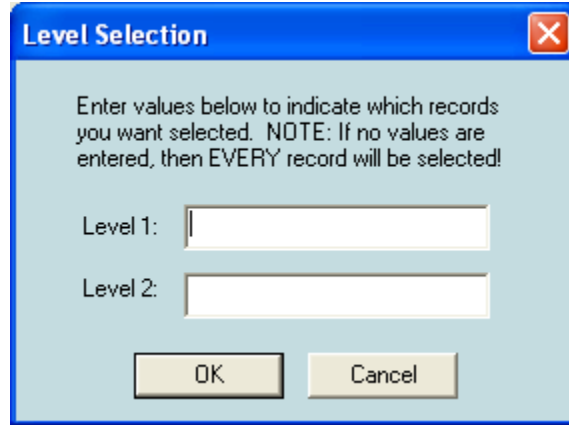 Level Selection
Enter values below to indicate which records
you want selected.  NOTE: If no values are
entered, then EVERY record will be selected!
Level 1:
Level 2:
OK Cancel